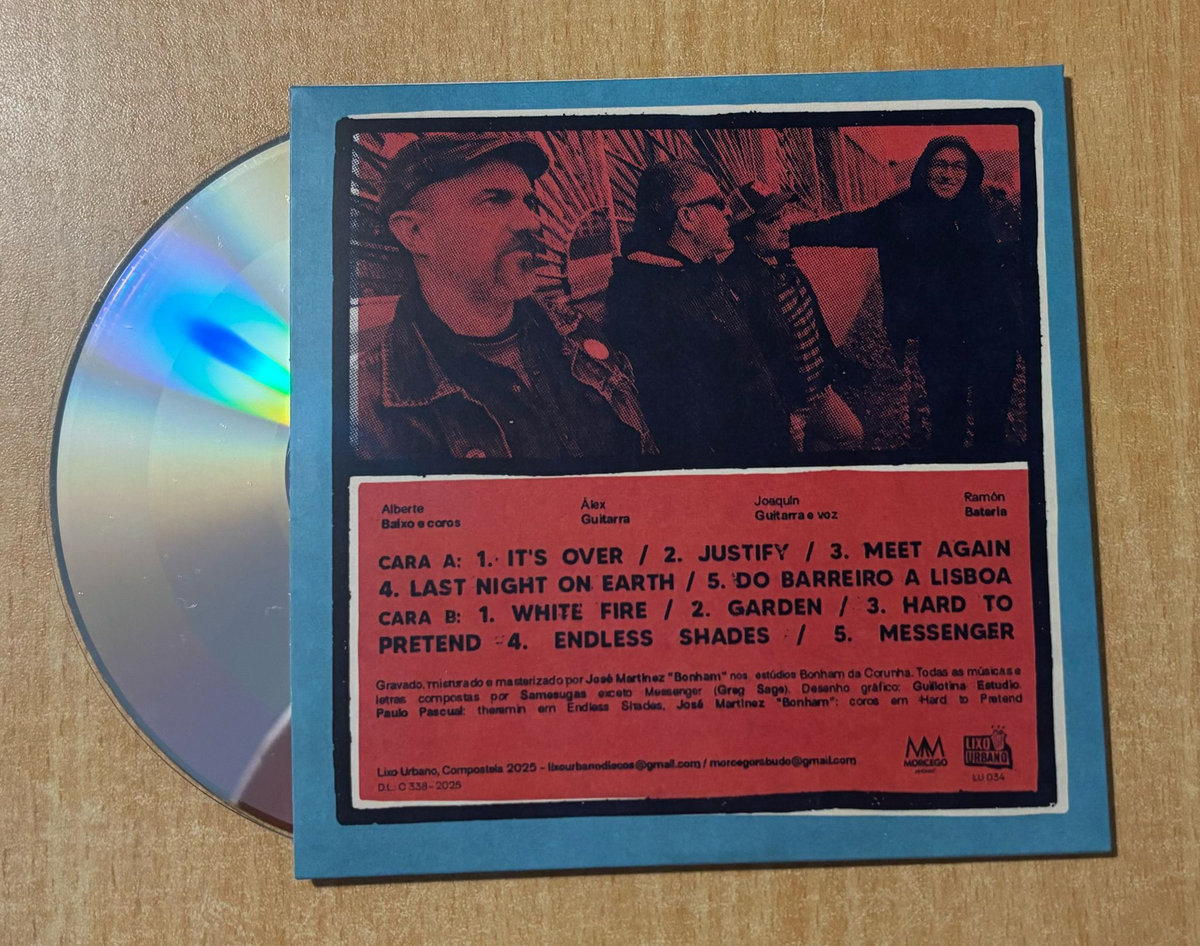 Alberte
Baixo e coros
Álex
Guitarra
Joaquín
Guitarra e voz
Ramón
Bateria
CARA A: 1. IT'S OVER / 2. JUSTIFY / 3. MEET AGAIN
4. LAST NIGHT ON EARTH / 5. DO BARREIRO A LISBOA
CARA B: 1. WHITE FIRE / 2. GARDEN / 3. HARD TO
PRETEND 4. ENDLESS SHADES / 5. MESSENGER
Gravado, misturado e masterizado por José Martínez "Bonham" nos estúdios Bonham da Corunha. Todas as músicas e
letras compostas por Samesugas exceto Messenger (Greg Sage). Desenho gráfico: Guillotina Estudio.
Paulo Pascual: theremin em Endless Shades, José Martínez "Bonham": coros em Hard to Pretend
Lixo Urbano, Compostela 2025 - lixourbanodiscos@gmail.com / morcegorabudo@gmail.com
D.L. C 338-2025
MORCEGO
LIXO
URBANO
LU 034